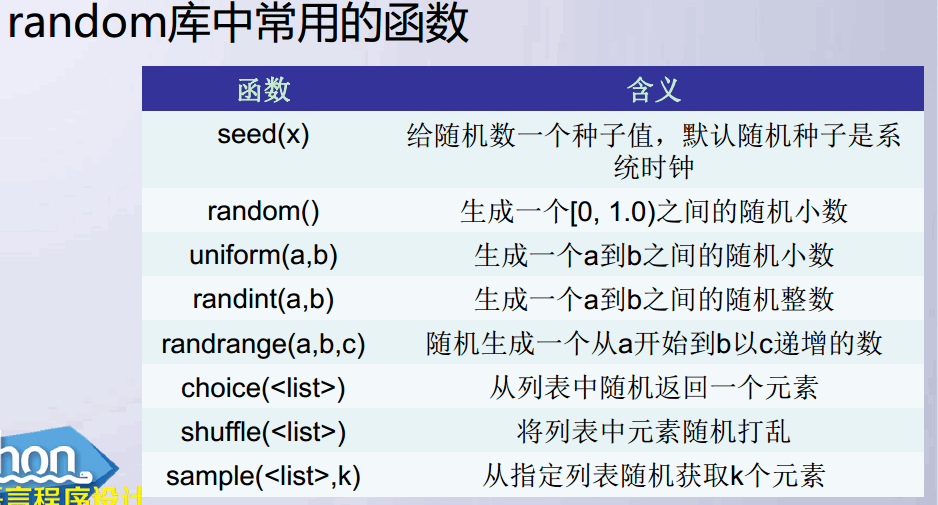 random库中常用的函数
函数 含义
seed(x) 给随机数一个种子值，默认随机种子是系
统时钟
random() 生成一个[0, 1.0)之间的随机小数
uniform(a,b) 生成一个a到b之间的随机小数
randint(a,b) 生成一个a到b之间的随机整数
randrange(a,b,c) 随机生成一个从a开始到b以c递增的数
choice(<list>) 从列表中随机返回一个元素
shuffle(<list>) 将列表中元素随机打乱
sample(<list>,k) 从指定列表随机获取k个元素
hon
言程序设计